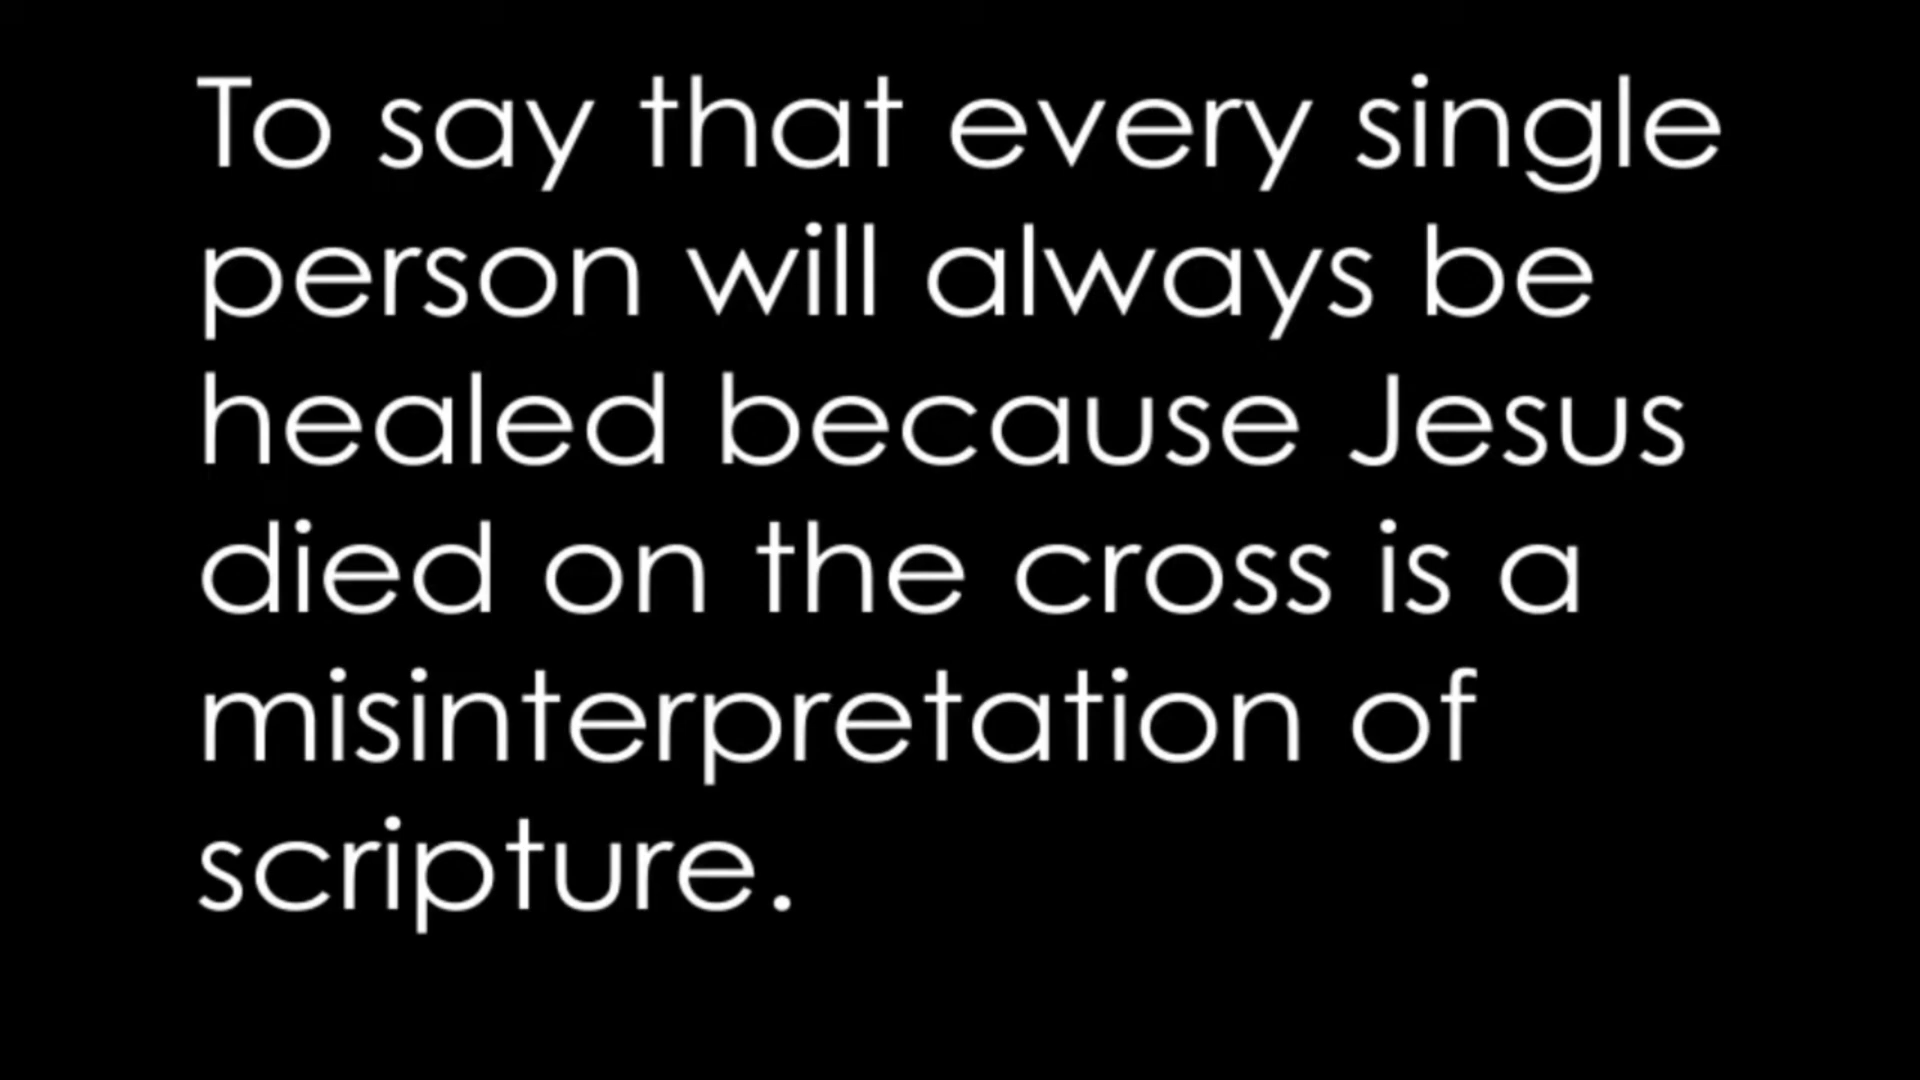 To say that every single
person will always be
healed because Jesus
died on the cross is a
misinterpretation of
scripture.